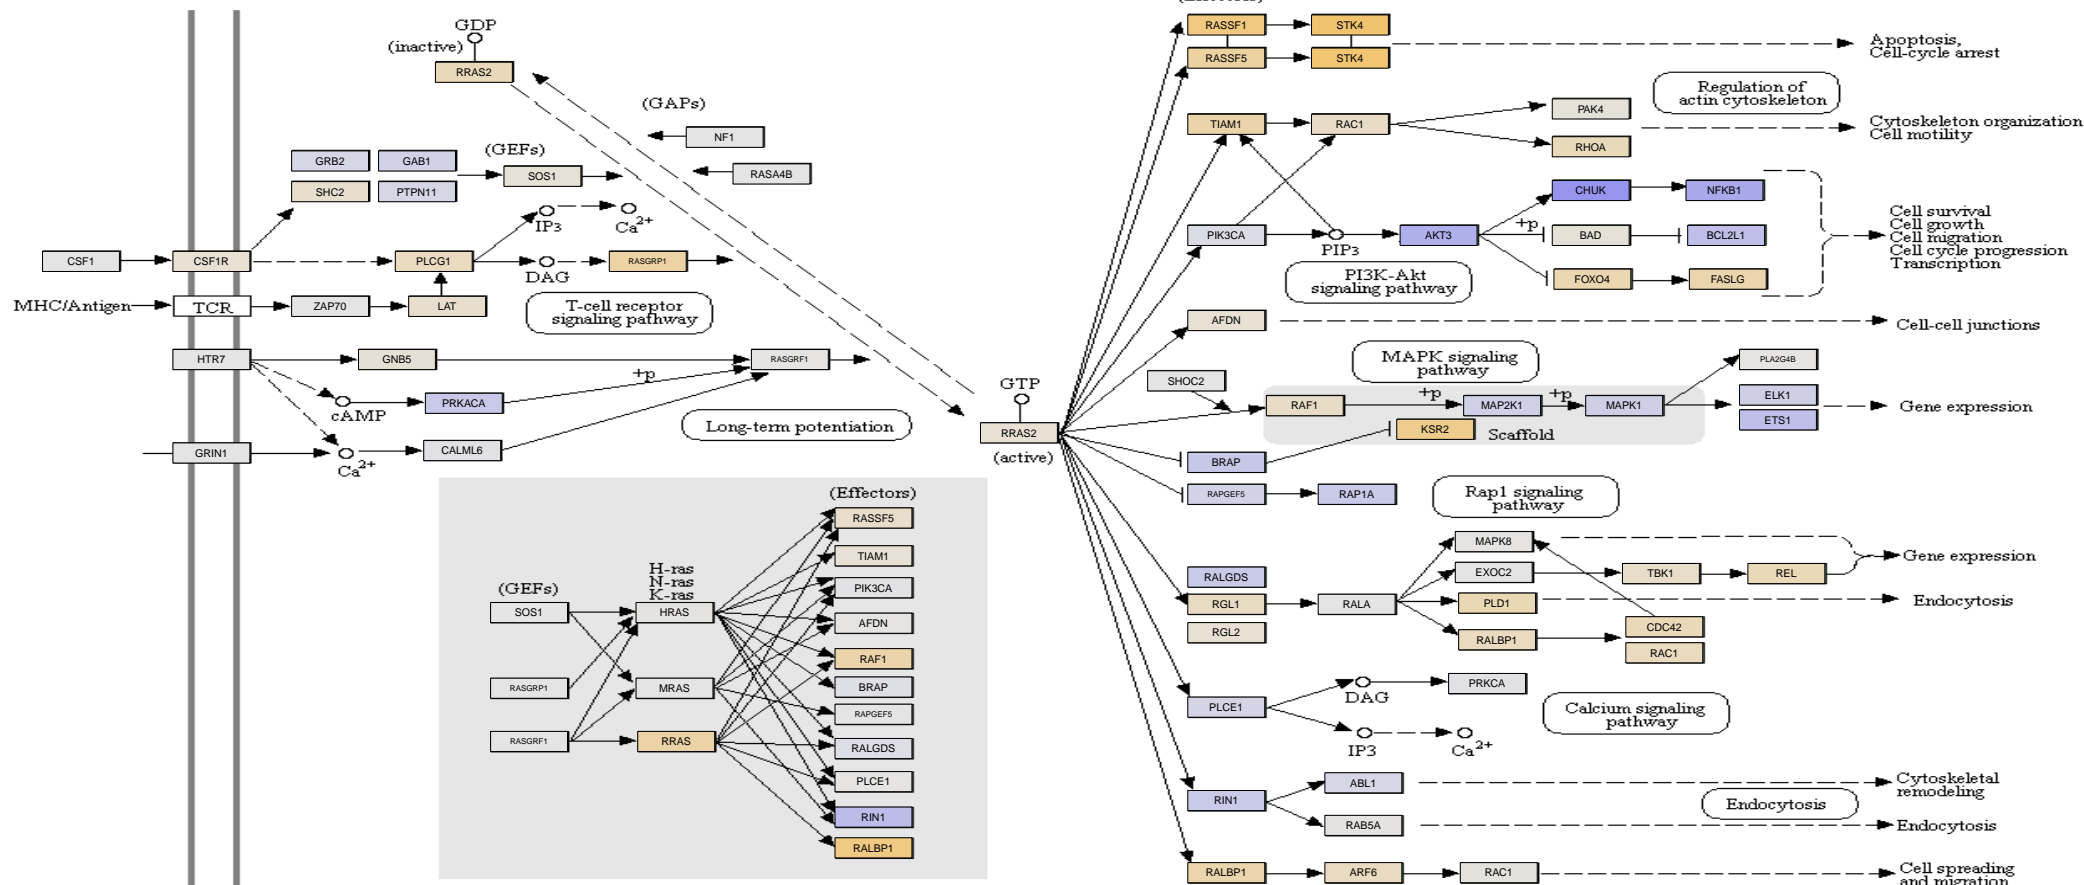 GDP
(inactive)
RRAS2
(GAPs)
NF1
RASA4B
GRB2
GAB1
(GEFs)
SHC2
PTPN11
SOS1
IP3
Ca2+
CSF1
CSF1R
PLCG1
DAG
RASGRP1
MHC/Antigen
TCR
ZAP70
LAT
T-cell receptor
signaling pathway
HTR7
GNB5
RASGRF1
+p
cAMP
PRKACA
Long-term potentiation
GRIN1
Ca2+
CALML6
GTP
RRAS2
(active)
(GEFs)
SOS1
RASGRP1
RASGRF1
H-ras
N-ras
K-ras
HRAS
MRAS
RRAS
(Effectors)
RASSF5
TIAM1
PIK3CA
AFDN
RAF1
BRAP
RAPGEF5
RALGDS
PLCE1
RIN1
RALBP1
RASSF1
STK4
RASSF5
STK4
Apoptosis,
Cell-cycle arrest
Regulation of
actin cytoskeleton
TIAM1
RAC1
PAK4
RHOA
Cytoskeleton organization
Cell motility
CHUK
NFKB1
PIK3CA
PIP3
AKT3
+p
BAD
BCL2L1
FOXO4
FASLG
Cell survival
Cell growth
Cell migration
Cell cycle progression
Transcription
PI3K-Akt
signaling pathway
AFDN
Cell-cell junctions
MAPK signaling
pathway
SHOC2
RAF1
+p
MAP2K1
+p
MAPK1
PLA2G4B
ELK1
ETS1
Gene expression
KSR2
Scaffold
BRAP
RAPGEF5
RAP1A
Rap1 signaling
pathway
RALGDS
RGL1
RGL2
RALA
MAPK8
EXOC2
TBK1
REL
Gene expression
PLD1
Endocytosis
RALBP1
CDC42
RAC1
PLCE1
DAG
PRKCA
IP3
Ca2+
Calcium signaling
pathway
RIN1
ABL1
Cytoskeletal
remodeling
Endocytosis
RAB5A
Endocytosis
RALBP1
ARF6
RAC1
Cell spreading
and migration